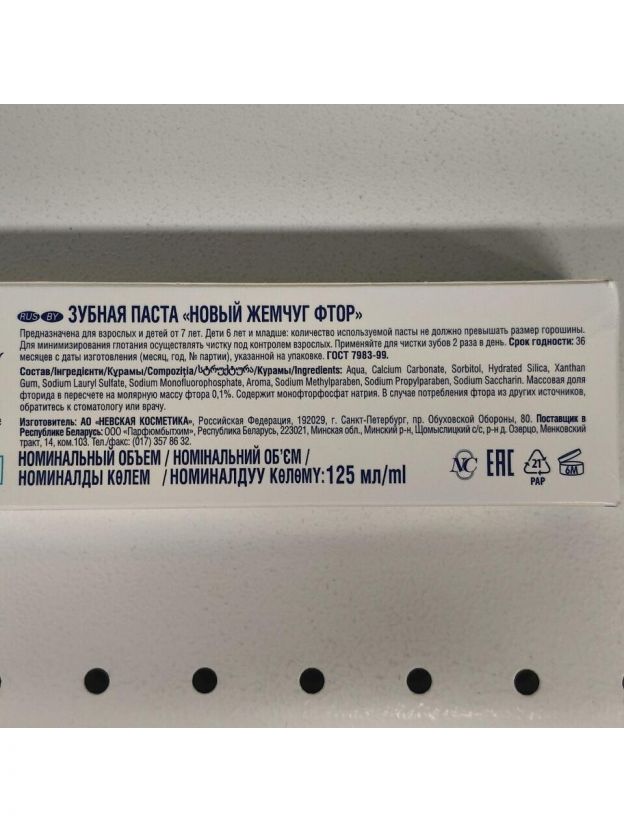 RUS BY ЗУБНАЯ ПАСТА «НОВЫЙ ЖЕМЧУГ ФТОР»
Предназначена для взрослых и детей от 7 лет. Дети 6 лет и младше: количество используемой пасты не должно превышать размер горошины.
Для минимизирования глотания осуществлять чистку под контролем взрослых. Применяйте для чистки зубов 2 раза в день. Срок годности: 36
месяцев с даты изготовления (месяц, год, № партии), указанной на упаковке. ГОСТ 7983-99.
Состав/Інгредієнти/Құрамы/Compoziția/სტრუქტურა/Курамы/Ingredients: Aqua, Calcium Carbonate, Sorbitol, Hydrated Silica, Xanthan
Gum, Sodium Lauryl Sulfate, Sodium Monofluorophosphate, Aroma, Sodium Methylparaben, Sodium Propylparaben, Sodium Saccharin. Массовая доля
фторида в пересчете на молярную массу фтора 0,1%. Содержит монофторфосфат натрия. В случае потребления фтора из других источников,
обратитесь к стоматологу или врачу.
Изготовитель: АО «НЕВСКАЯ КОСМЕТИКА», Российская Федерация, 192029, г. Санкт-Петербург, пр. Обуховской Обороны, 80. Поставщик в
Республике Беларусь: ООО «Парфюмбытхим», Республика Беларусь, 223021, Минская обл., Минский р-н, Щомыслицкий с/с, р-н д. Озерцо, Менковский
тракт, 14, ком.103. Тел./факс: (017) 357 86 32.
НОМИНАЛЬНЫЙ ОБЪЕМ / НОМІНАЛЬНИЙ ОБ'ЄМ /
НОМИНАЛДЫ КӨЛЕМ / НОМИНАЛДУУ КӨЛӨМҮ: 125 мл/ml
НС EAC 21 PAP 6M